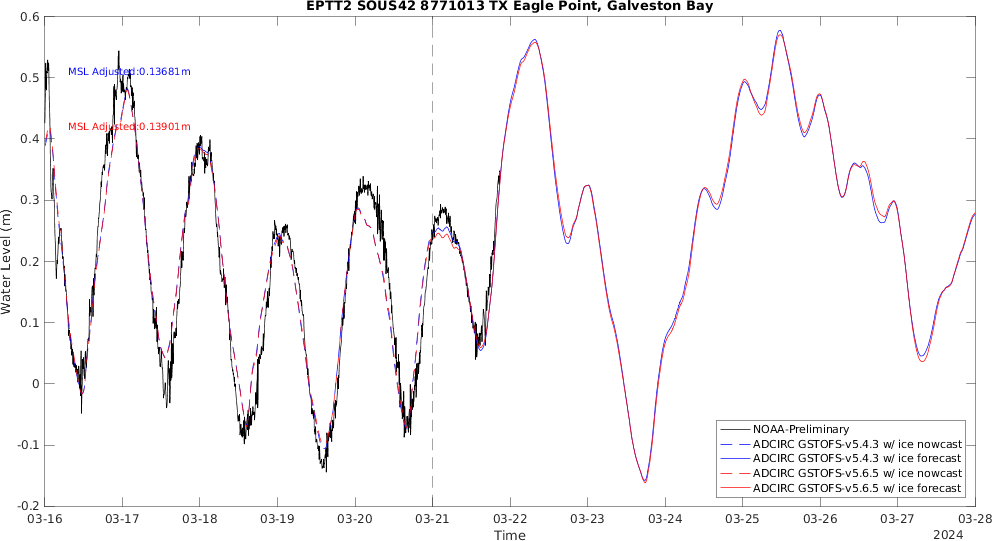 EPTT2 SOUS42 8771013 TX Eagle Point, Galveston Bay
0.6
0.5
0.4
0.3
0.2
0.1
0
-0.1
-0.2
Water Level (m)
MSL Adjusted:0.13681m
MSL Adjusted:0.13901m
NOAA-Preliminary
ADCIRC GSTOFS-v5.4.3 w/ ice nowcast
ADCIRC GSTOFS-v5.4.3 w/ ice forecast
ADCIRC GSTOFS-v5.6.5 w/ ice nowcast
ADCIRC GSTOFS-v5.6.5 w/ ice forecast
03-16 03-17 03-18 03-19 03-20 03-21 03-22 03-23 03-24 03-25 03-26 03-27 03-28
Time
2024